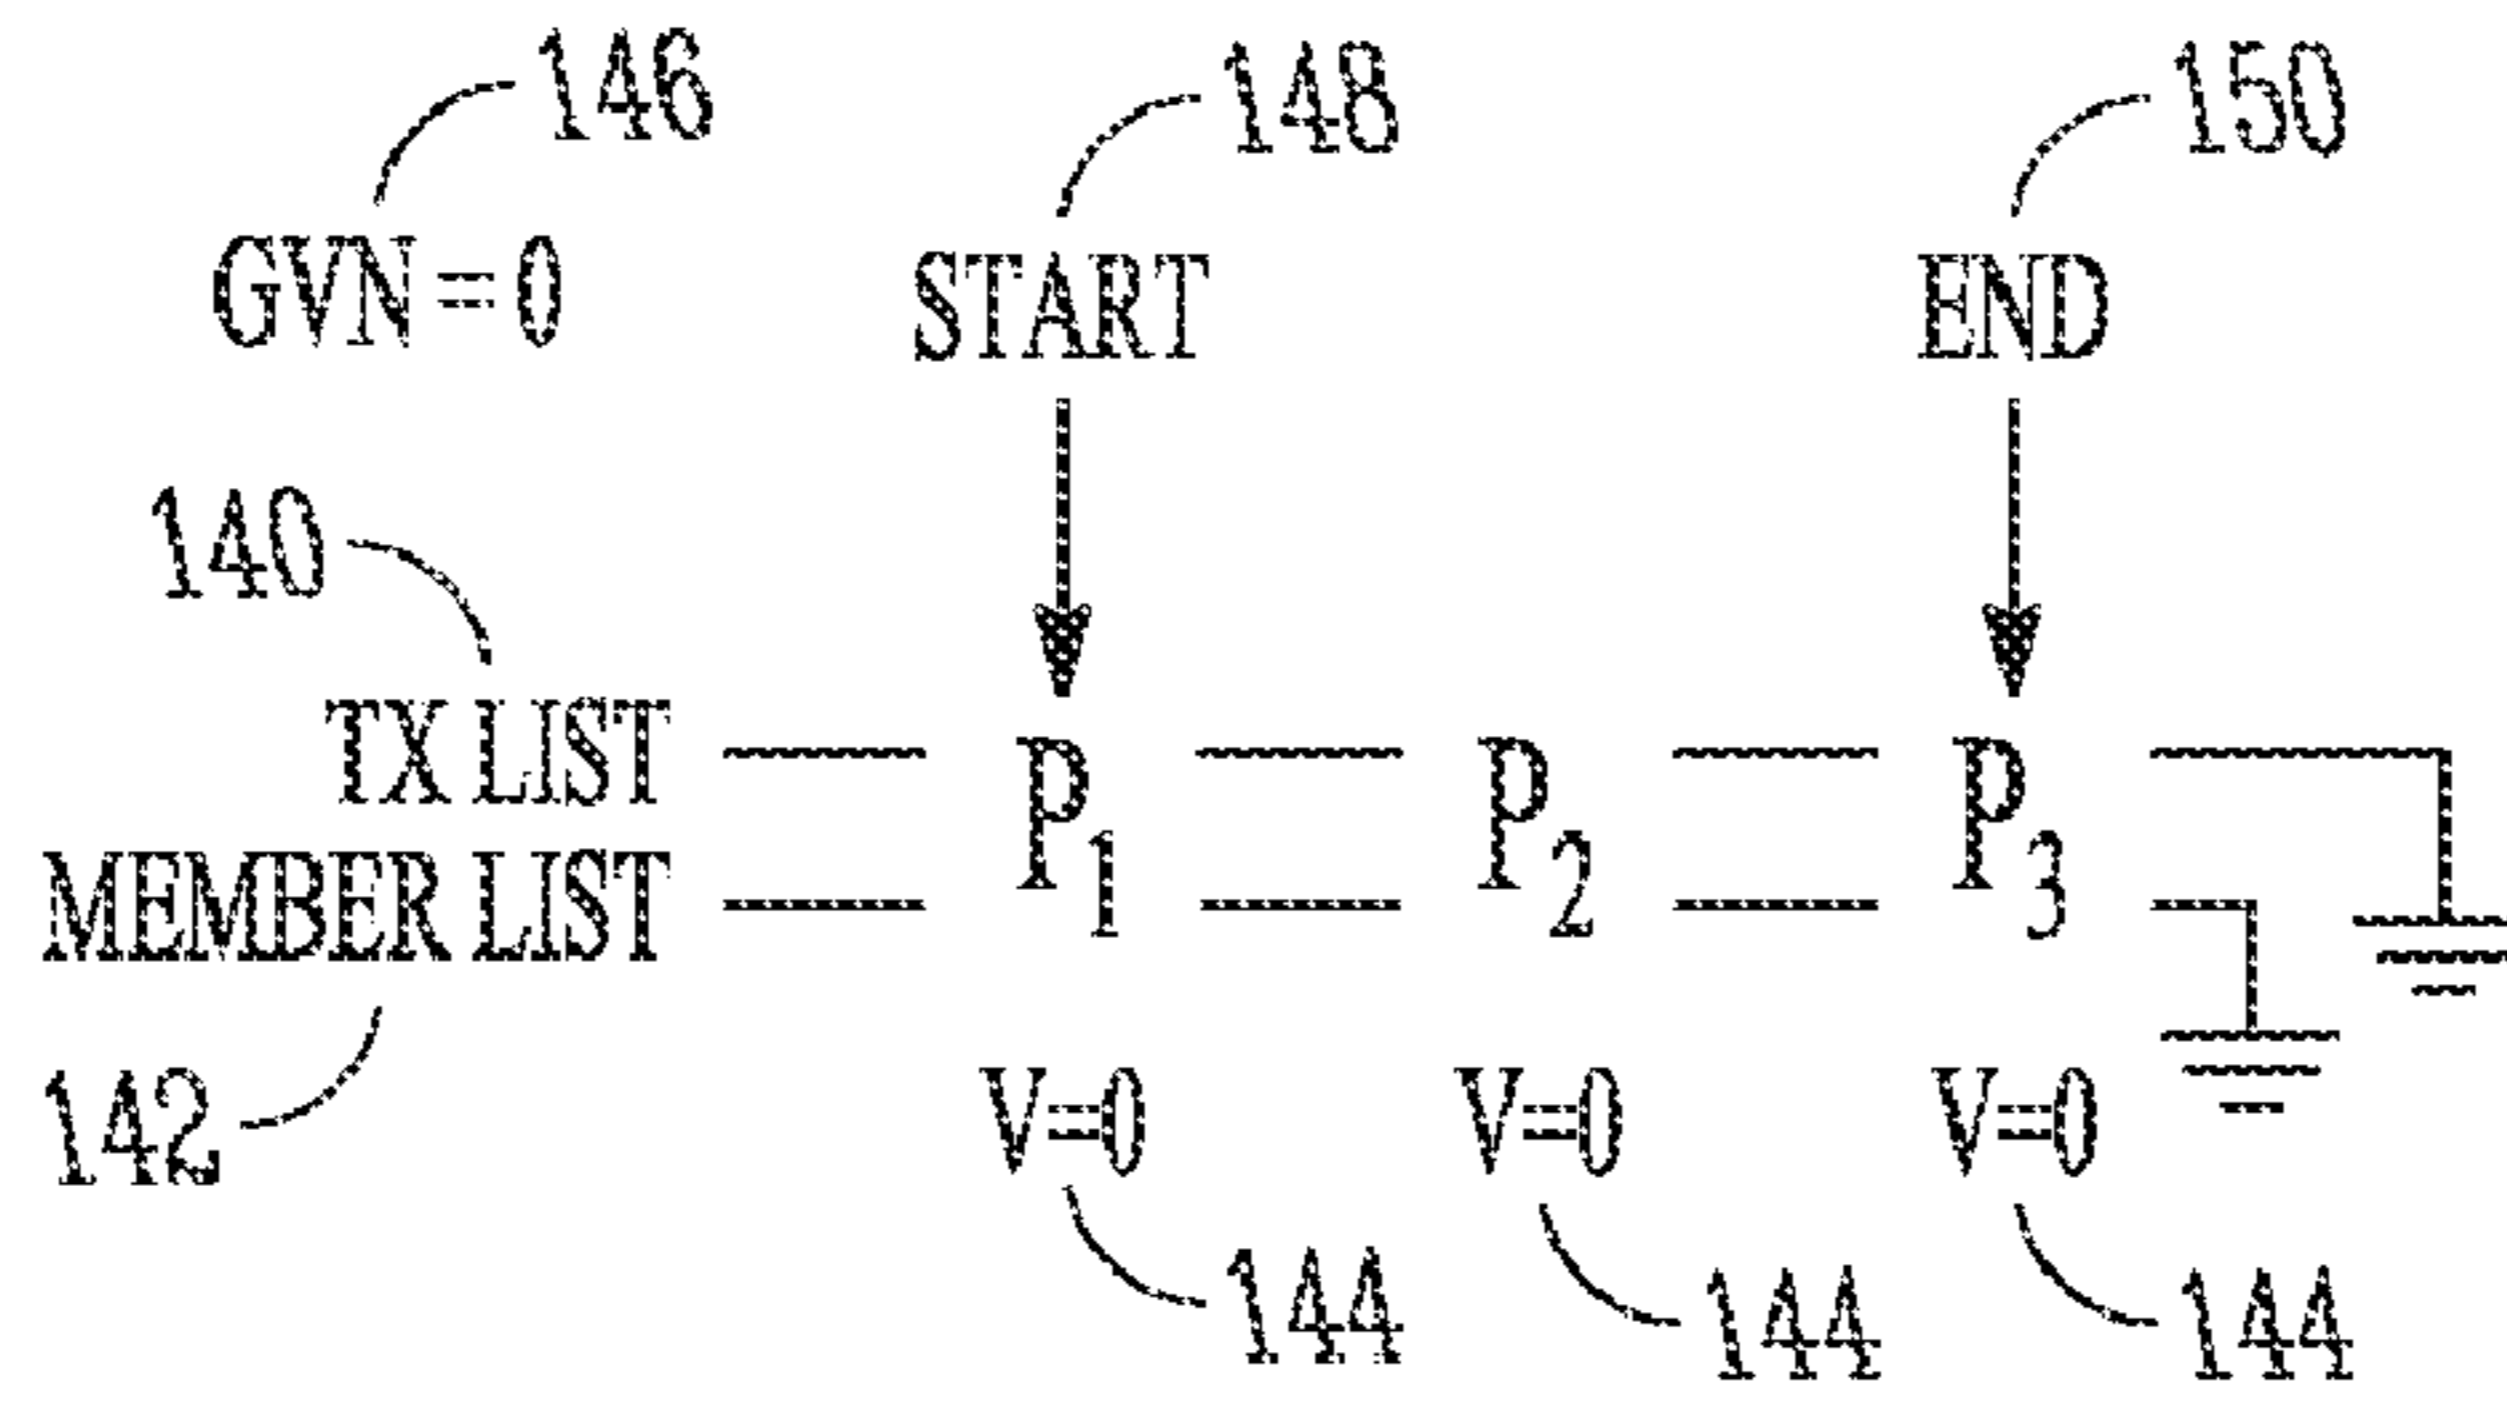 146 148 150
GVN = 0 START END
140
TX LIST P1 P2 P3
MEMBER LIST
142 V=0 V=0 V=0
144 144 144